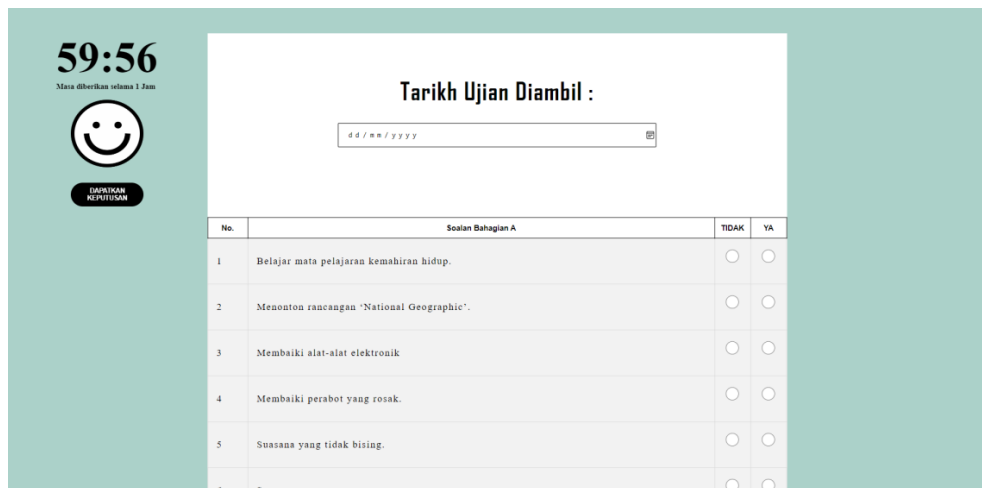 59:56
Masa diberikan selama 1 Jam
DAPATKAN
KEPUTUSAN
Tarikh Ujian Diambil :
dd/mm/yyyy
No. Soalan Bahagian A TIDAK YA
1 Belajar mata pelajaran kemahiran hidup.
2 Menonton rancangan ‘National Geographic’.
3 Membaiki alat-alat elektronik
4 Membaiki perabot yang rosak.
5 Suasana yang tidak bising.